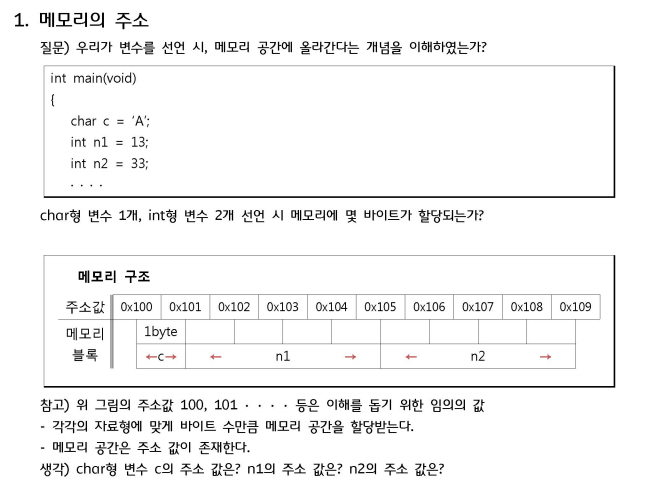 1. 메모리의 주소
질문) 우리가 변수를 선언 시, 메모리 공간에 올라간다는 개념을 이해하였는가?
int main(void)
{
char c = ‘A’;
int n1 = 13;
int n2 = 33;
. . . .
char형 변수 1개, int형 변수 2개 선언 시 메모리에 몇 바이트가 할당되는가?
메모리 구조
주소값 0x100 0x101 0x102 0x103 0x104 0x105 0x106 0x107 0x108 0x109
메모리 1byte
블록 ←c→ ← n1 → ← n2 →
참고) 위 그림의 주소값 100, 101 · · · · 등은 이해를 돕기 위한 임의의 값
- 각각의 자료형에 맞게 바이트 수만큼 메모리 공간을 할당받는다.
- 메모리 공간은 주소 값이 존재한다.
생각) char형 변수 c의 주소 값은? n1의 주소 값은? n2의 주소 값은?